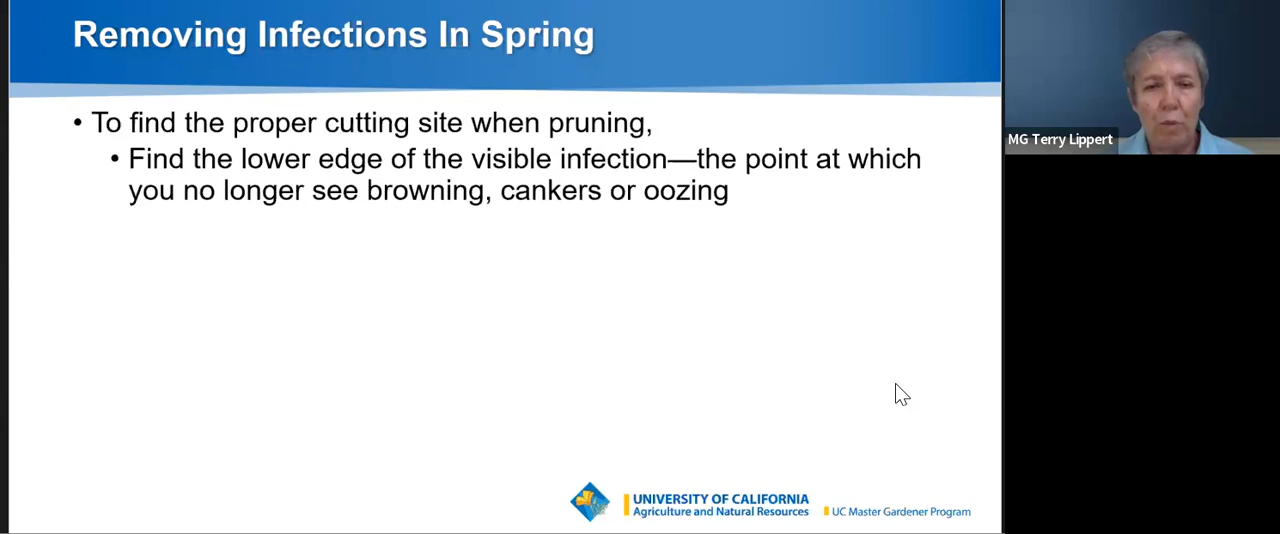 Removing Infections In Spring
• To find the proper cutting site when pruning,
• Find the lower edge of the visible infection—the point at which
you no longer see browning, cankers or oozing
MG Terry Lippert
UNIVERSITY OF CALIFORNIA
Agriculture and Natural Resources
UC Master Gardener Program